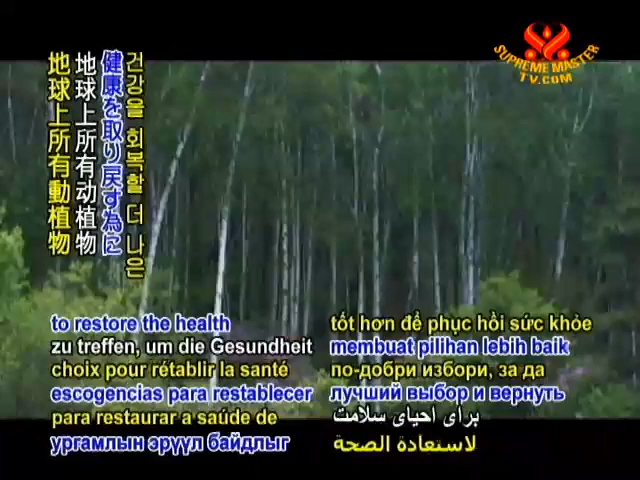 SUPREME MASTER
TV.COM
건강을 회복할 더 나은
健康を取り戻す為に
地球上所有动植物
地球上所有動植物
to restore the health
zu treffen, um die Gesundheit
choix pour rétablir la santé
escogencias para restablecer
para restaurar a saúde de
ургамлын эрүүл байдлыг
tốt hơn để phục hồi sức khỏe
membuat pilihan lebih baik
по-добри избори, за да
лучший выбор и вернуть
برای احیای سلامت
لاستعادة الصحة